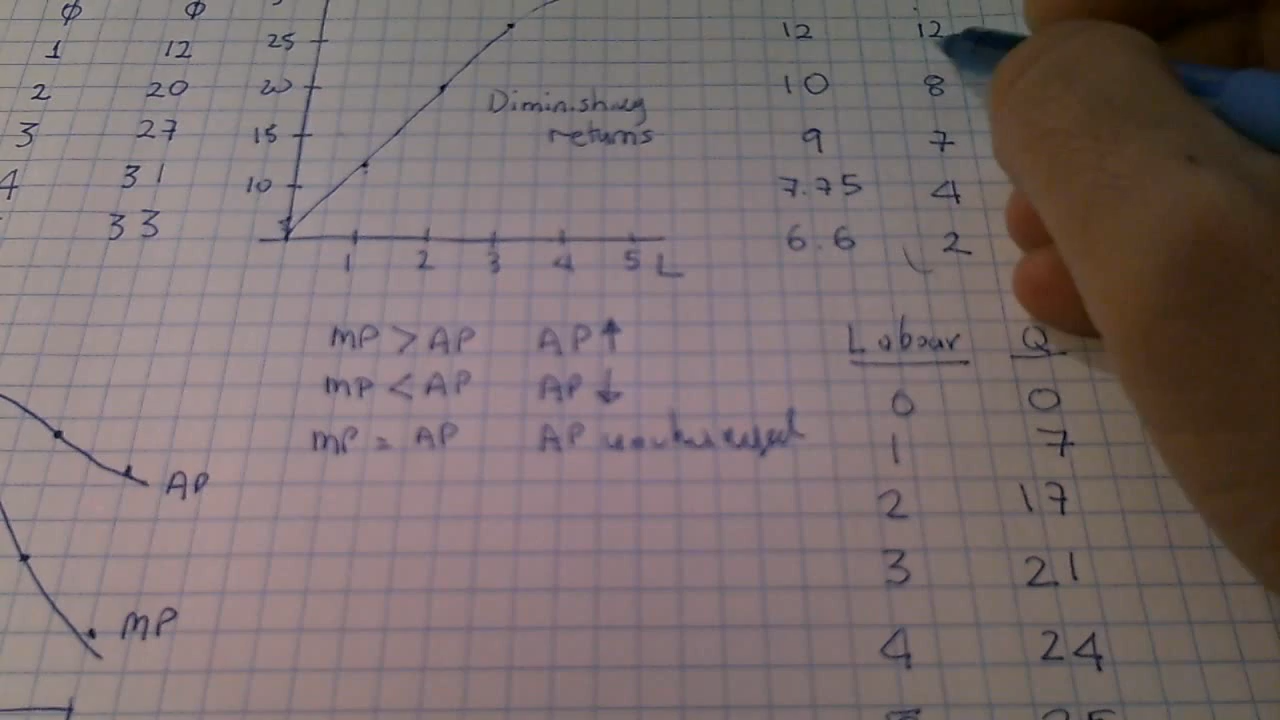 φ φ
1 12
2 20
3 27
4 31
33
25
20
15
10
Diminishing
returns
1 2 3 4 5 L
12 12
10 8
9 7
7.75 4
6.6 2
MP > AP AP ↑
MP < AP AP ↓
MP = AP AP
AP
MP
Labour Q
0 0
1 7
2 17
3 21
4 24